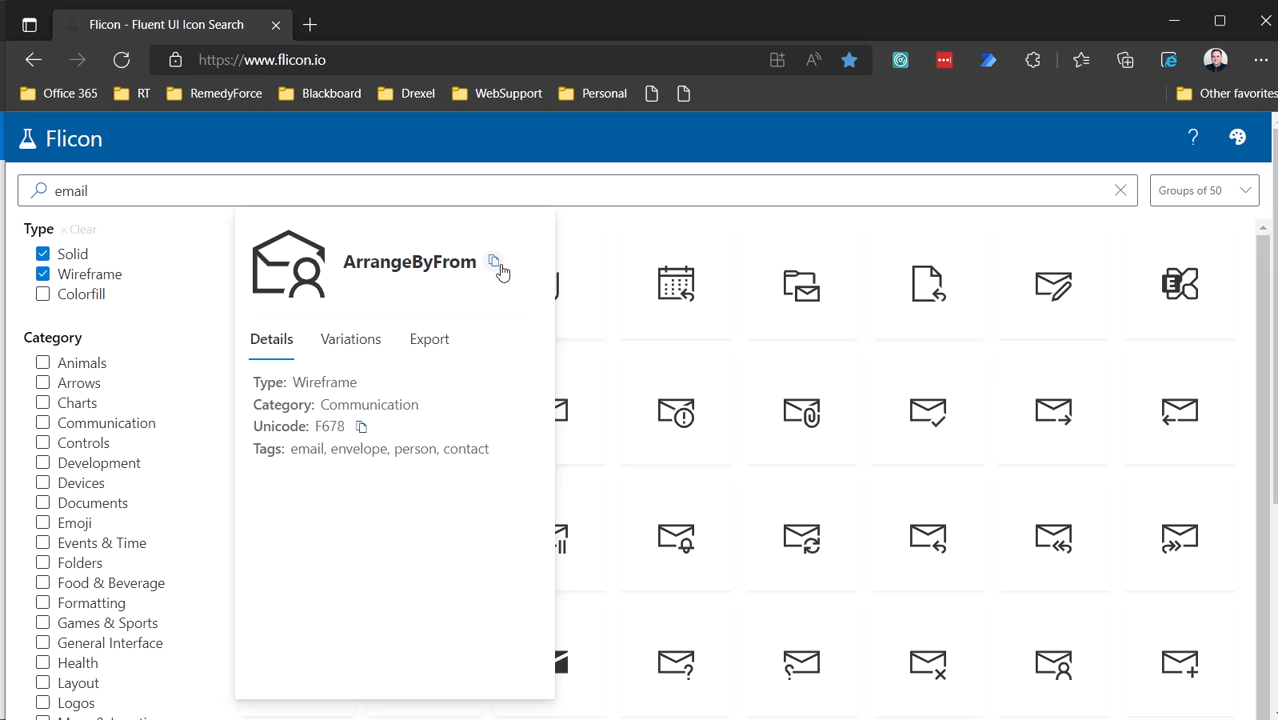 Flicon - Fluent UI Icon Search
https://www.flicon.io
Office 365
RT
RemedyForce
Blackboard
Drexel
WebSupport
Personal
Other favorites
Flicon
email
Groups of 50
Type
Clear
Solid
Wireframe
Colorfill
Category
Animals
Arrows
Charts
Communication
Controls
Development
Devices
Documents
Emoji
Events & Time
Folders
Food & Beverage
Formatting
Games & Sports
General Interface
Health
Layout
Logos
ArrangeByFrom
Details Variations Export
Type: Wireframe
Category: Communication
Unicode: F678
Tags: email, envelope, person, contact